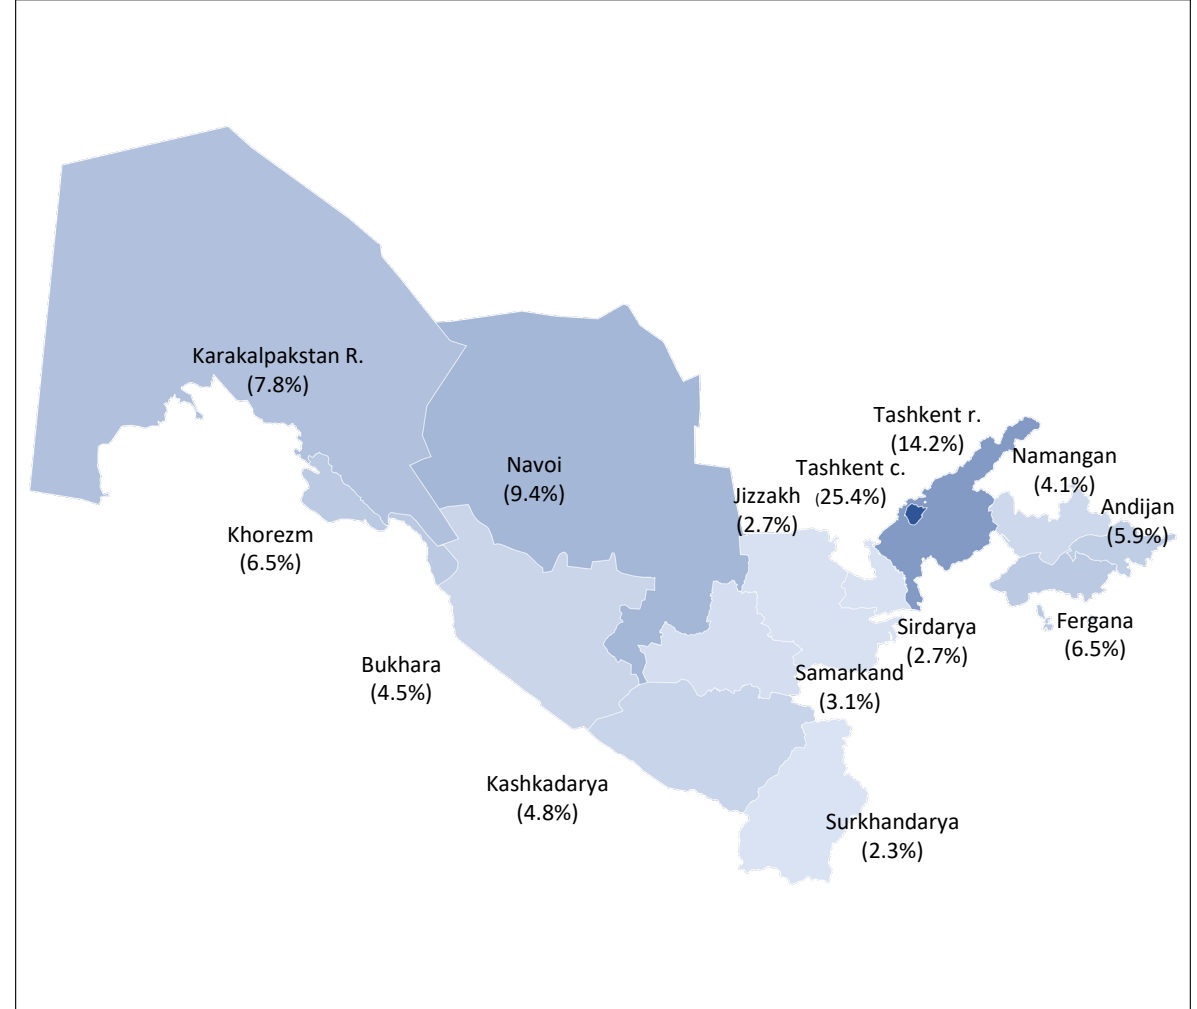 Karakalpakstan R.
(7.8%)
Navoi
(9.4%)
Khorezm
(6.5%)
Bukhara
(4.5%)
Kashkadarya
(4.8%)
Tashkent r.
(14.2%)
Tashkent c.
(25.4%)
Jizzakh
(2.7%)
Namangan
(4.1%)
Andijan
(5.9%)
Fergana
(6.5%)
Sirdarya
(2.7%)
Samarkand
(3.1%)
Surkhandarya
(2.3%)